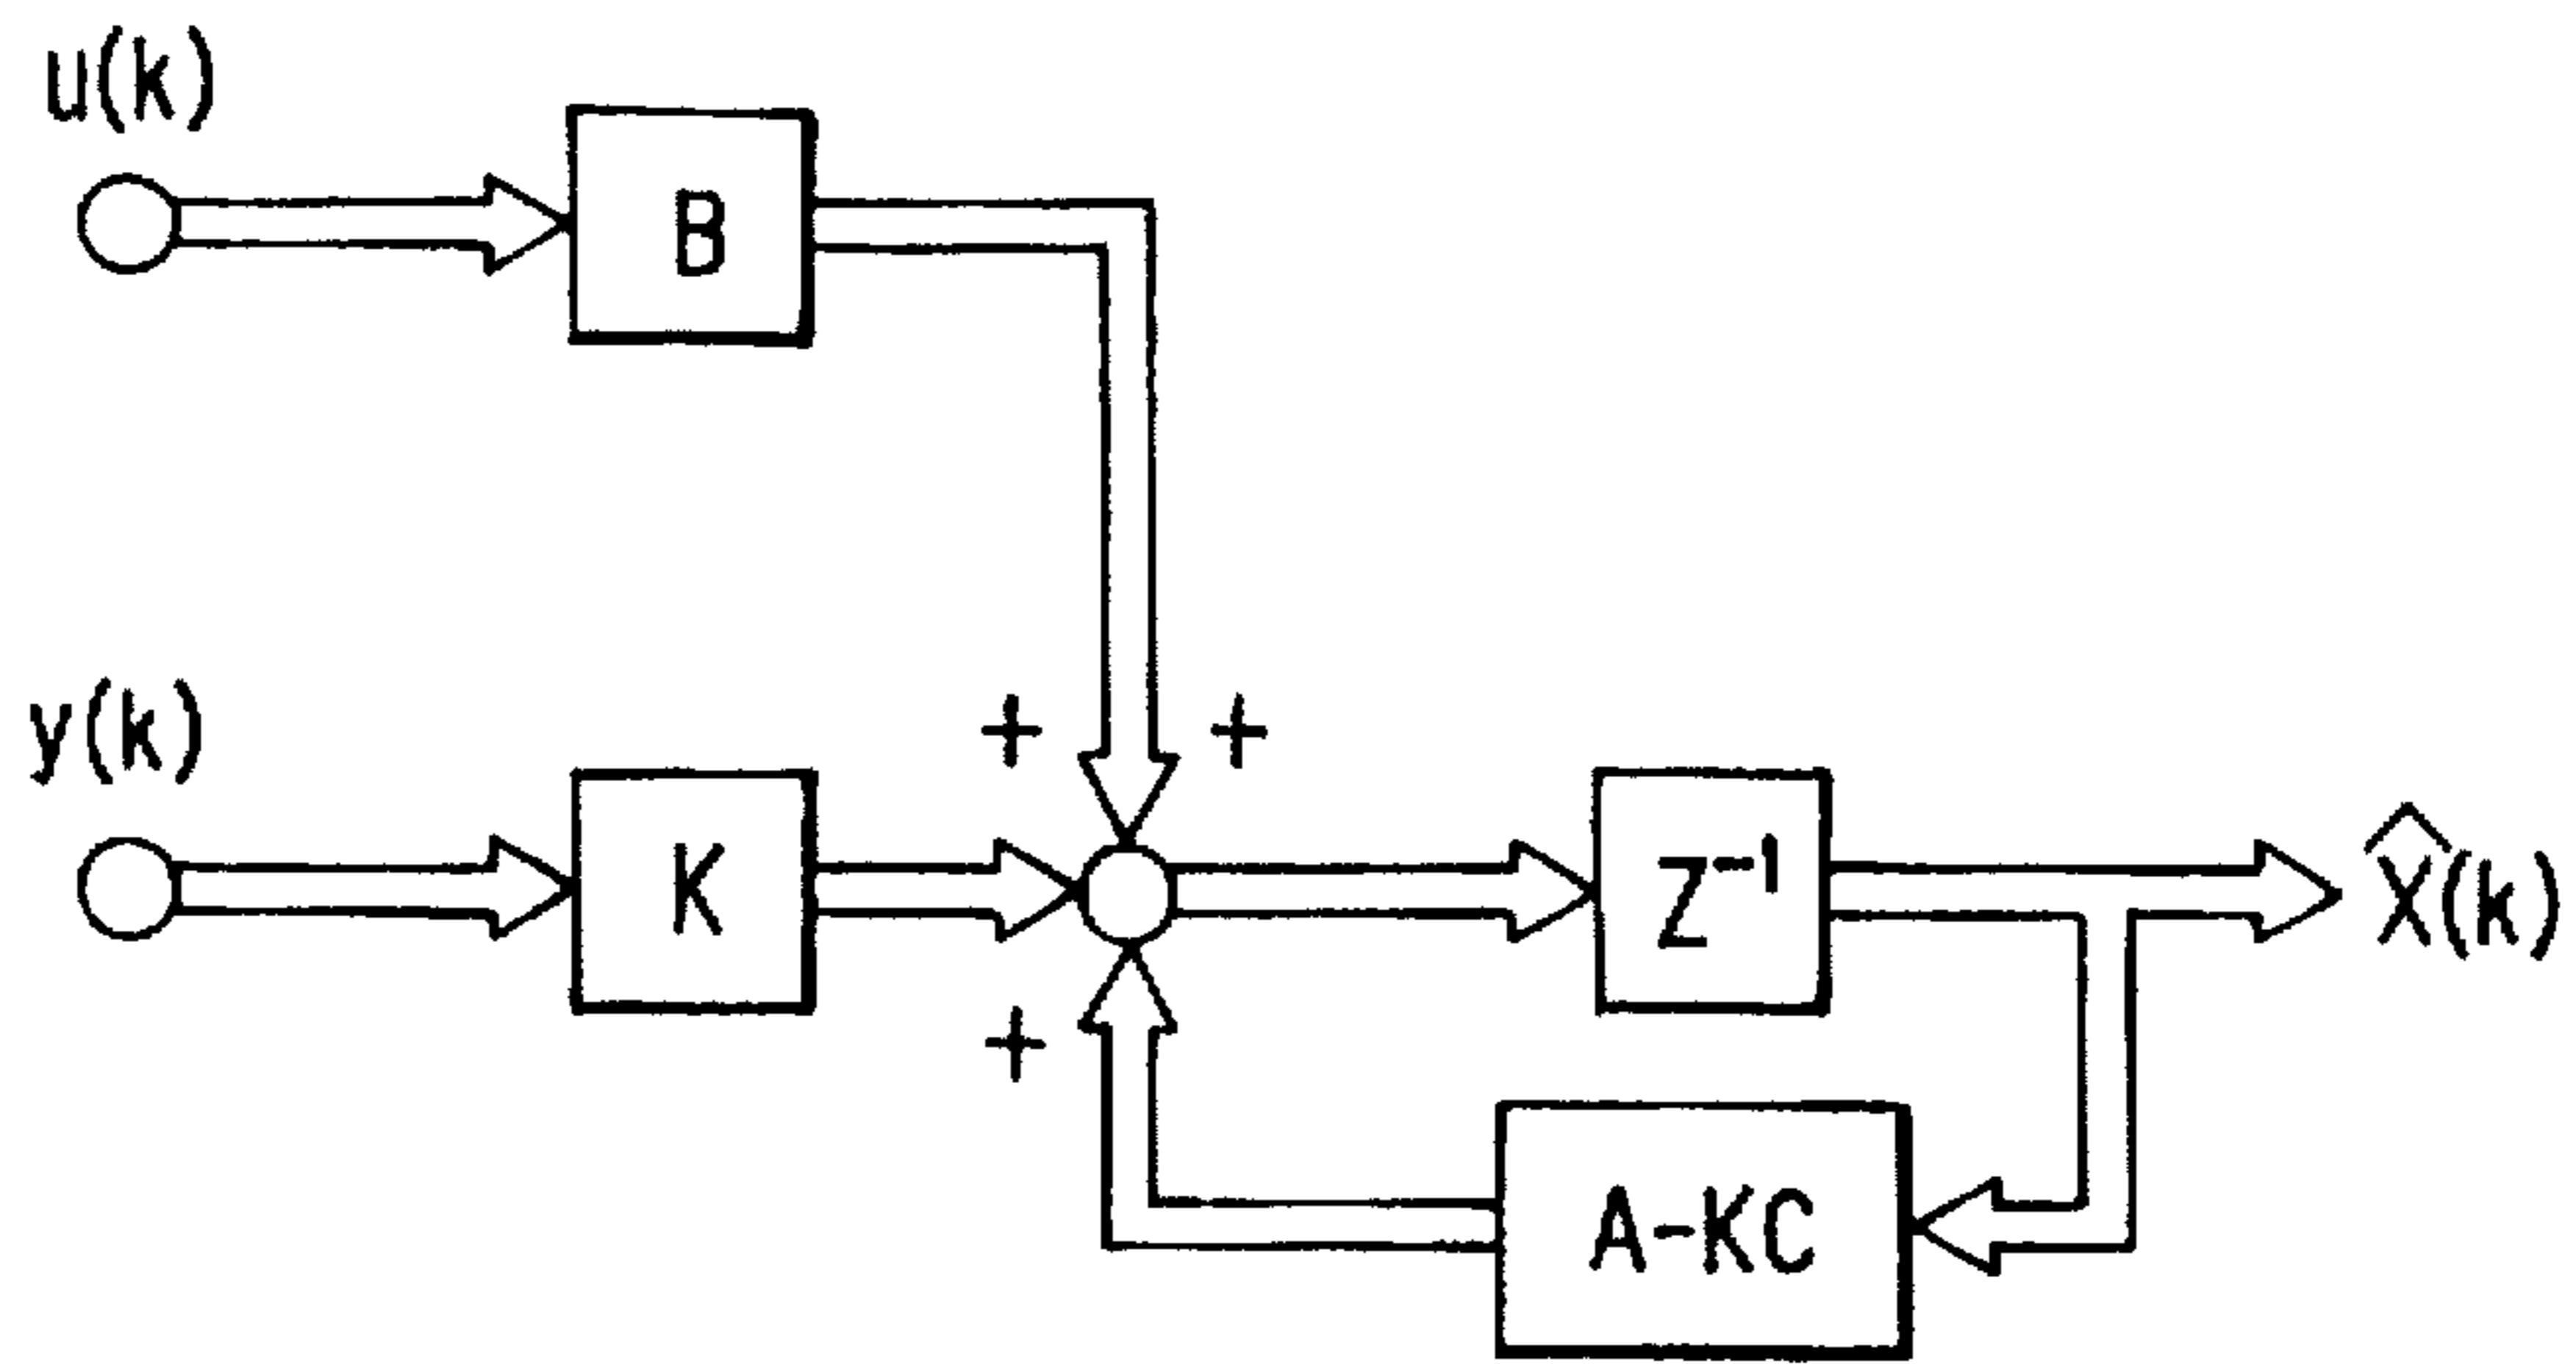 u(k)
B
y(k)
+ +
K
Z⁻¹
X̂(k)
+
A-KC